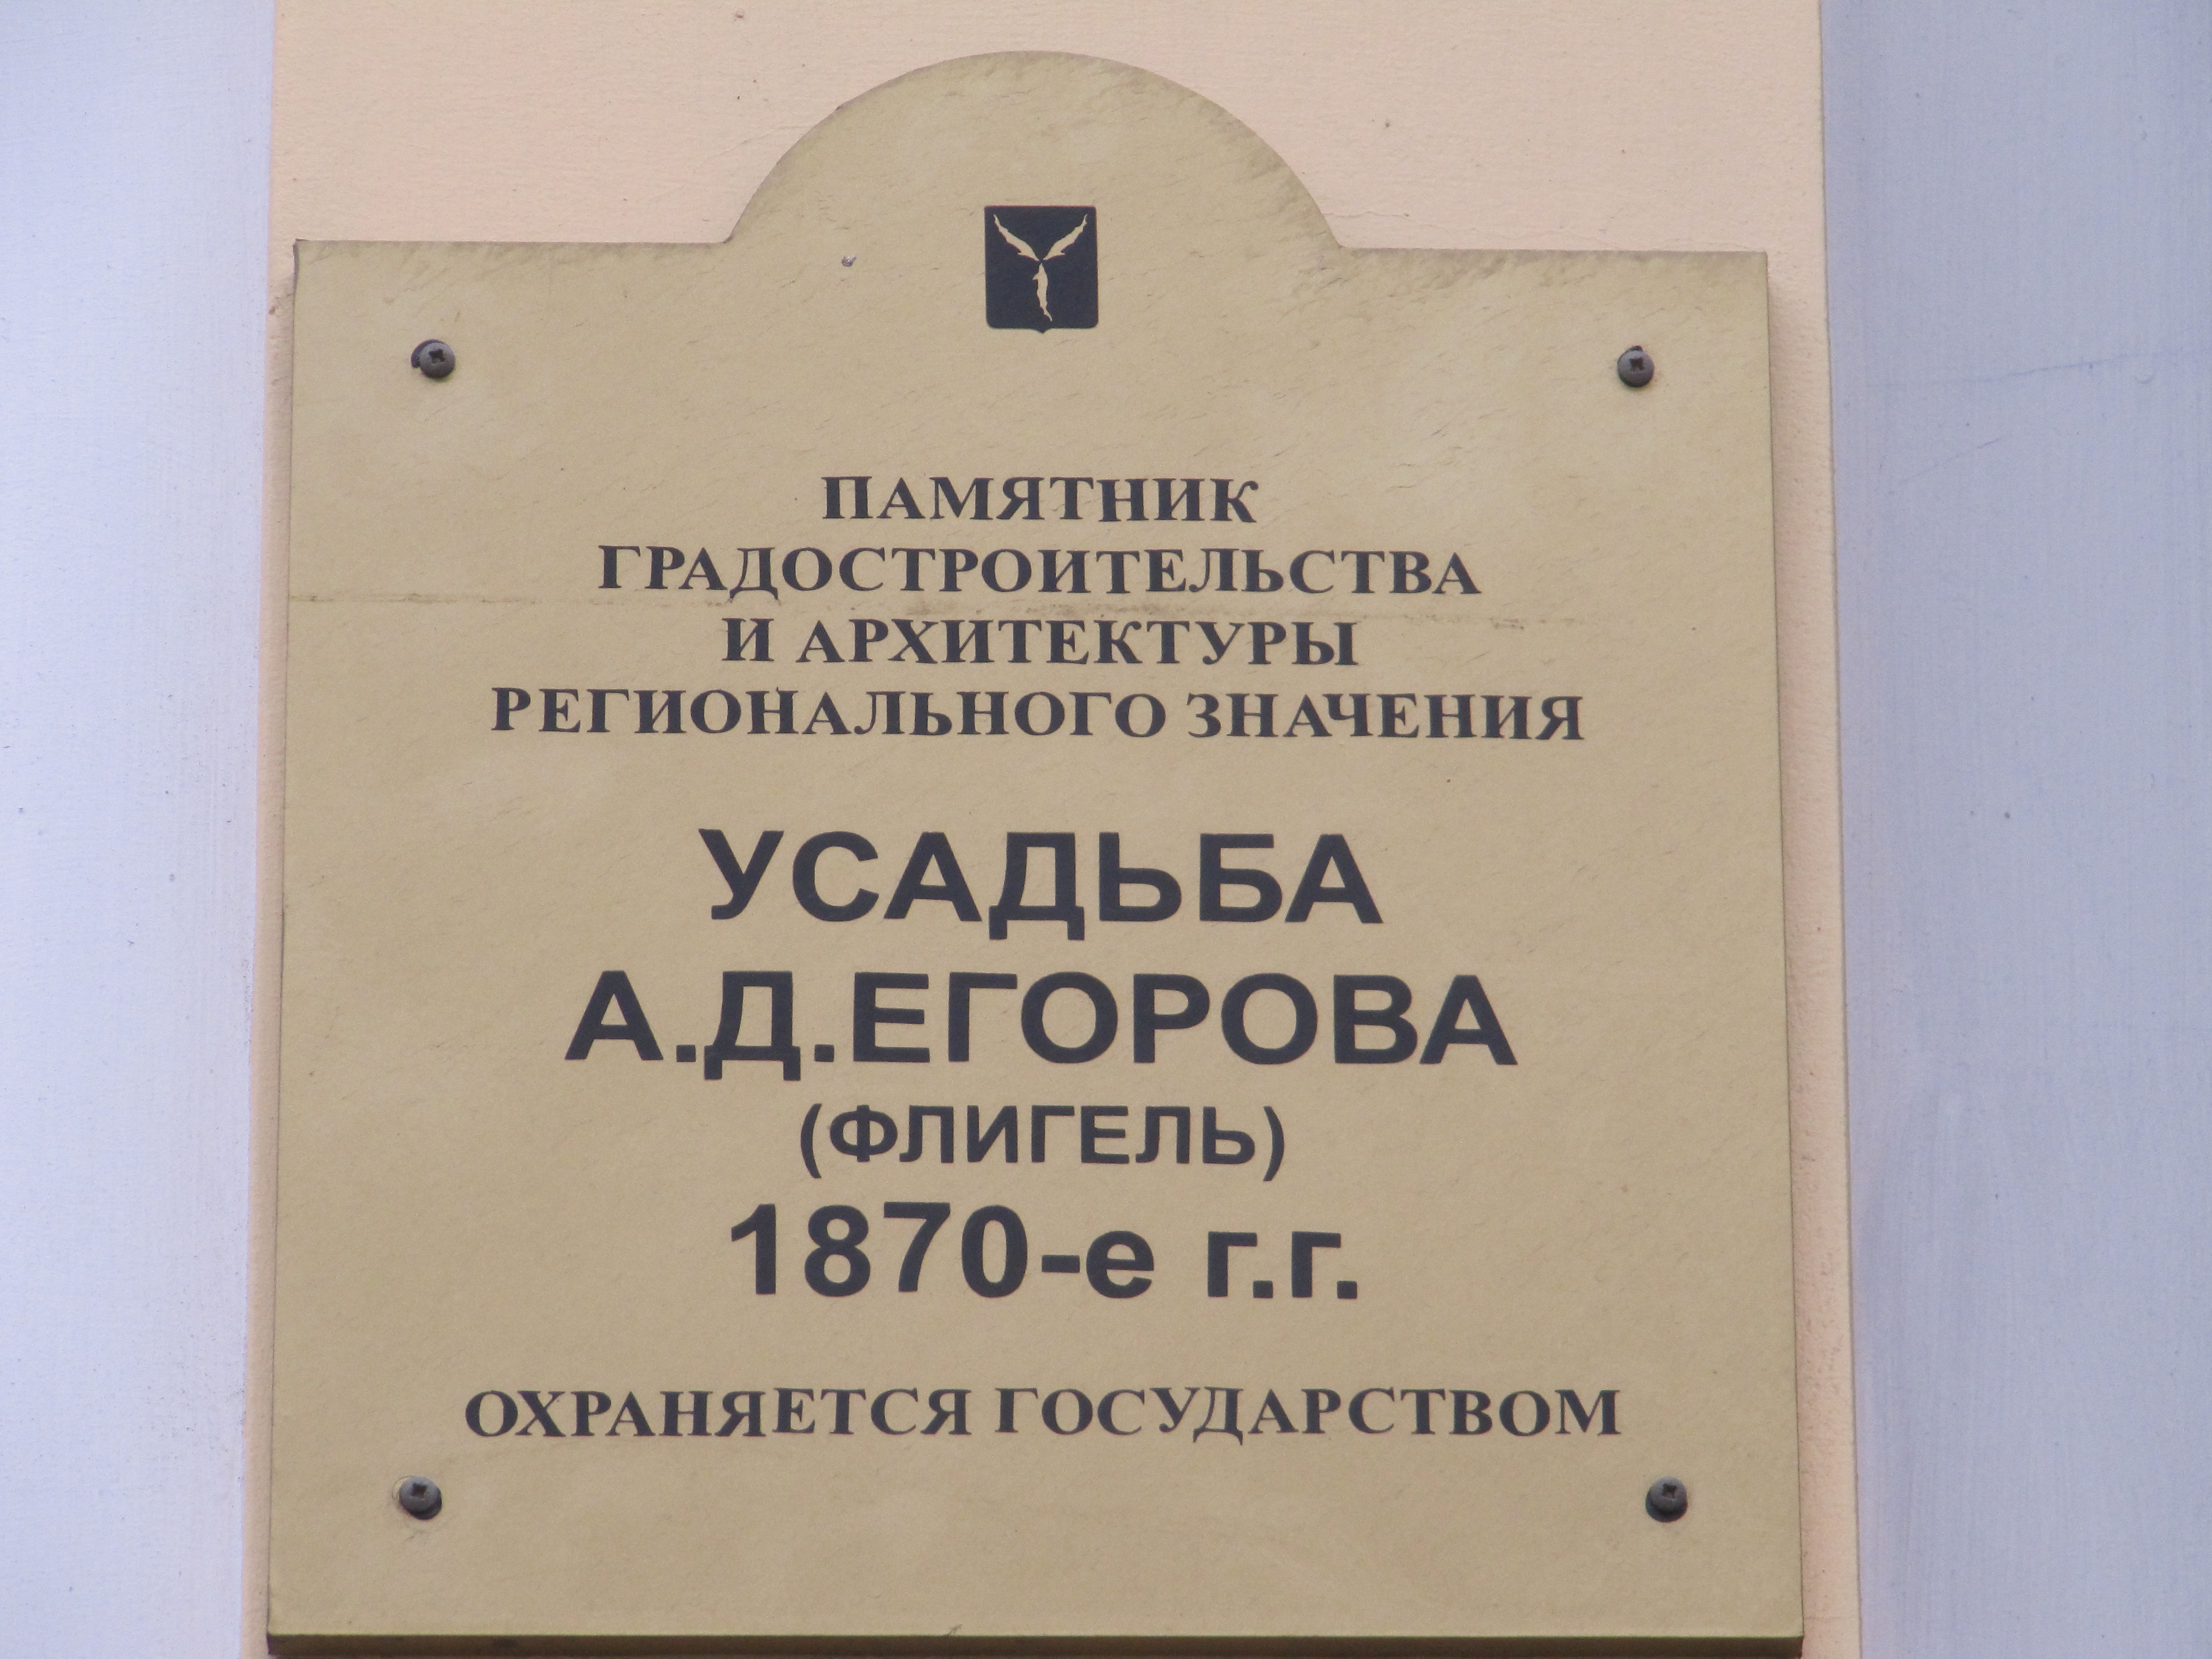 ПАМЯТНИК
ГРАДОСТРОИТЕЛЬСТВА
И АРХИТЕКТУРЫ
РЕГИОНАЛЬНОГО ЗНАЧЕНИЯ
УСАДЬБА
А.Д.ЕГОРОВА
(ФЛИГЕЛЬ)
1870-е г.г.
ОХРАНЯЕТСЯ ГОСУДАРСТВОМ